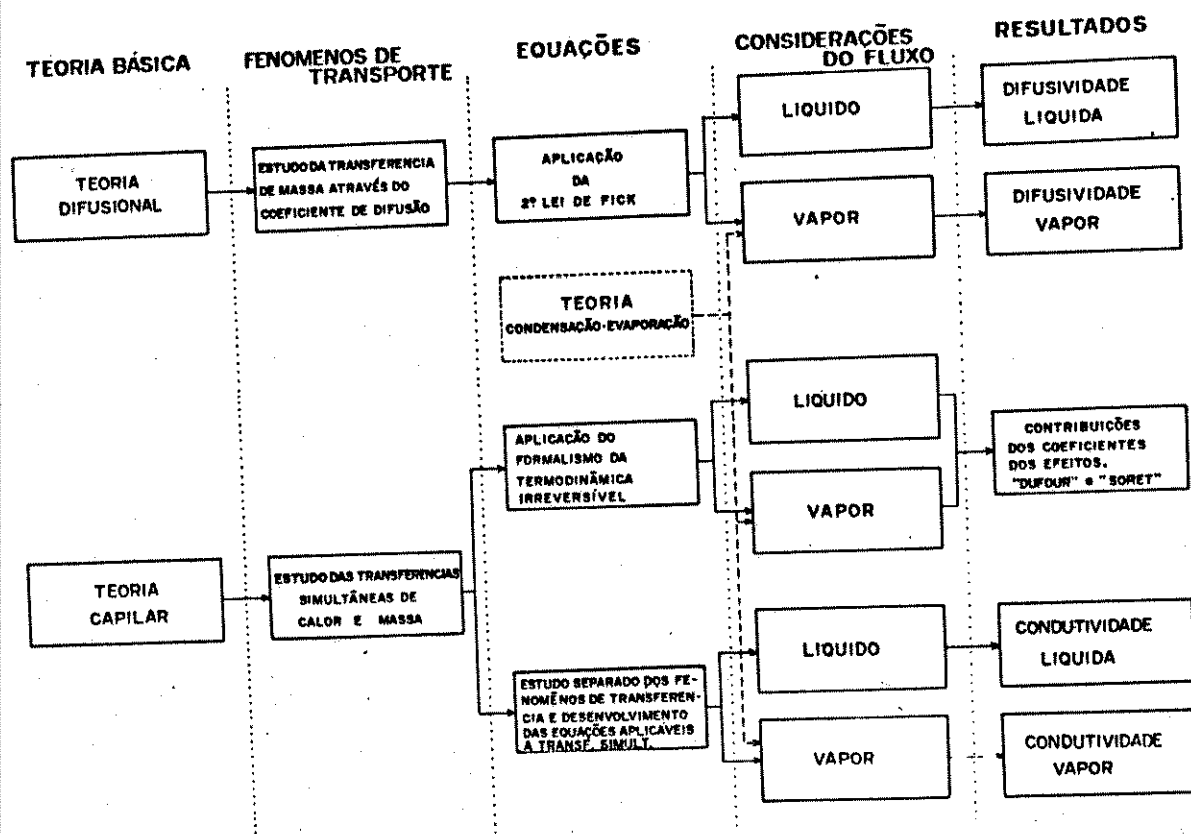 TEORIA BÁSICA
FENOMENOS DE
TRANSPORTE
EQUAÇÕES
CONSIDERAÇÕES
DO FLUXO
RESULTADOS
TEORIA
DIFUSIONAL
ESTUDO DA TRANSFERENCIA
DE MASSA ATRAVÉS DO
COEFICIENTE DE DIFUSÃO
APLICAÇÃO
DA
2ª LEI DE FICK
LIQUIDO
DIFUSIVIDADE
LIQUIDA
VAPOR
DIFUSIVIDADE
VAPOR
TEORIA
CONDENSAÇÃO-EVAPORAÇÃO
TEORIA
CAPILAR
ESTUDO DAS TRANSFERENCIAS
SIMULTÂNEAS DE
CALOR E MASSA
APLICAÇÃO DO
FORMALISMO DA
TERMODINÂMICA
IRREVERSÍVEL
LIQUIDO
VAPOR
CONTRIBUIÇÕES
DOS COEFICIENTES
DOS EFEITOS.
"DUFOUR" e "SORET"
ESTUDO SEPARADO DOS FE-
NOMÊNOS DE TRANSFEREN-
CIA E DESENVOLVIMENTO
DAS EQUAÇÕES APLICAVEIS
A TRANSF. SIMULT.
LIQUIDO
CONDUTIVIDADE
LIQUIDA
VAPOR
CONDUTIVIDADE
VAPOR